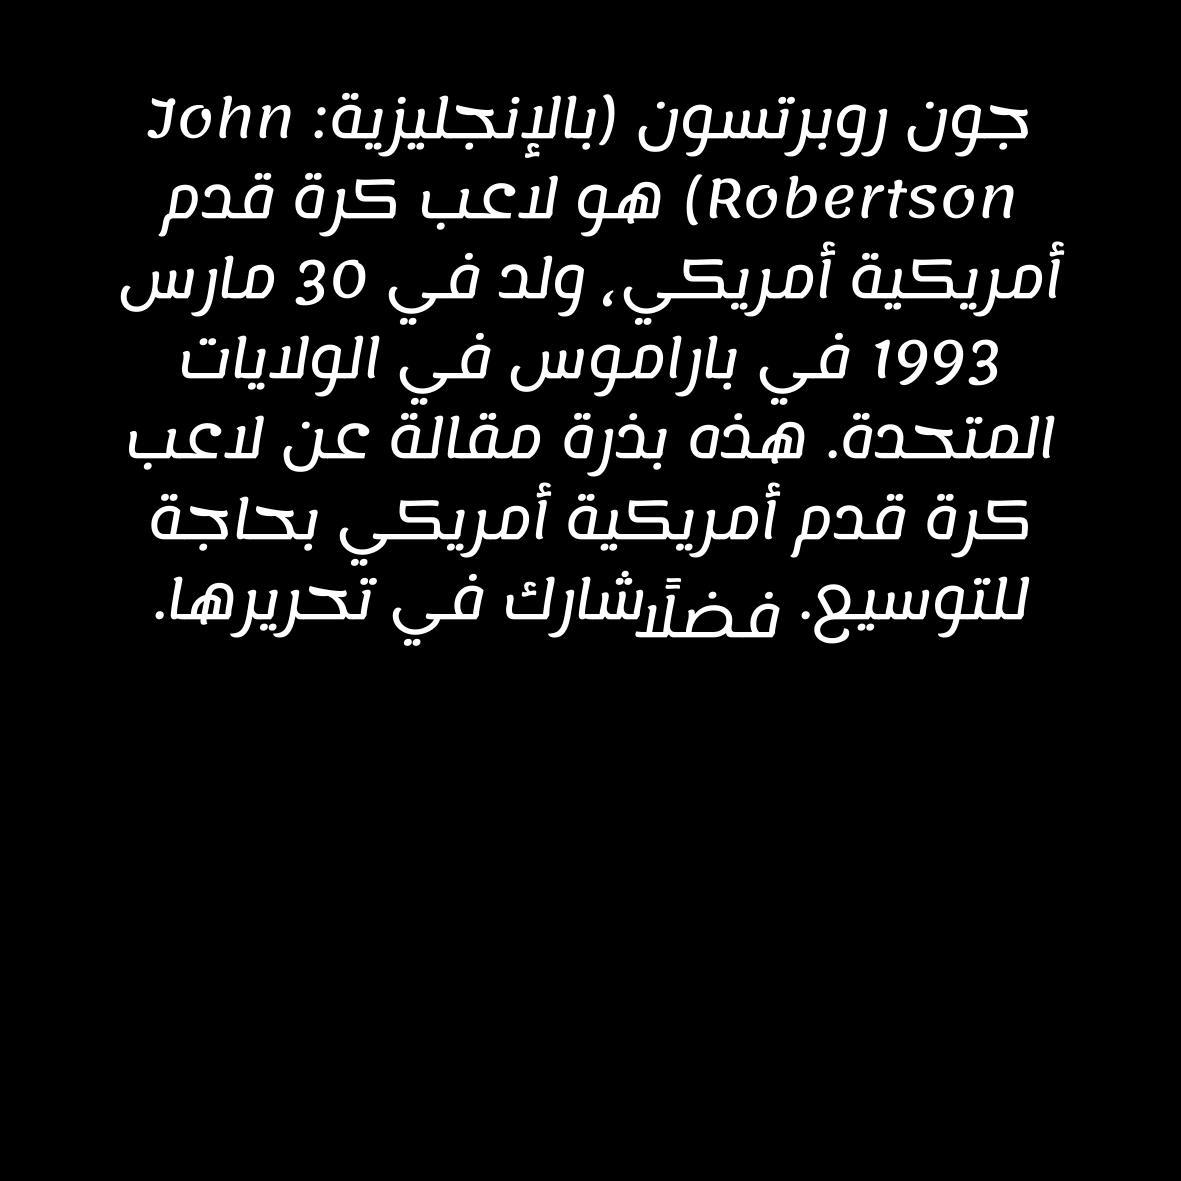 جون روبرتسون (بالإنجليزية: John
Robertson) هو لاعب كرة قدم
أمريكية أمريكي، ولد في 30 مارس
1993 في باراموس في الولايات
المتحدة. هذه بذرة مقالة عن لاعب
كرة قدم أمريكية أمريكي بحاجة
للتوسيع. فضلًاشارك في تحريرها.